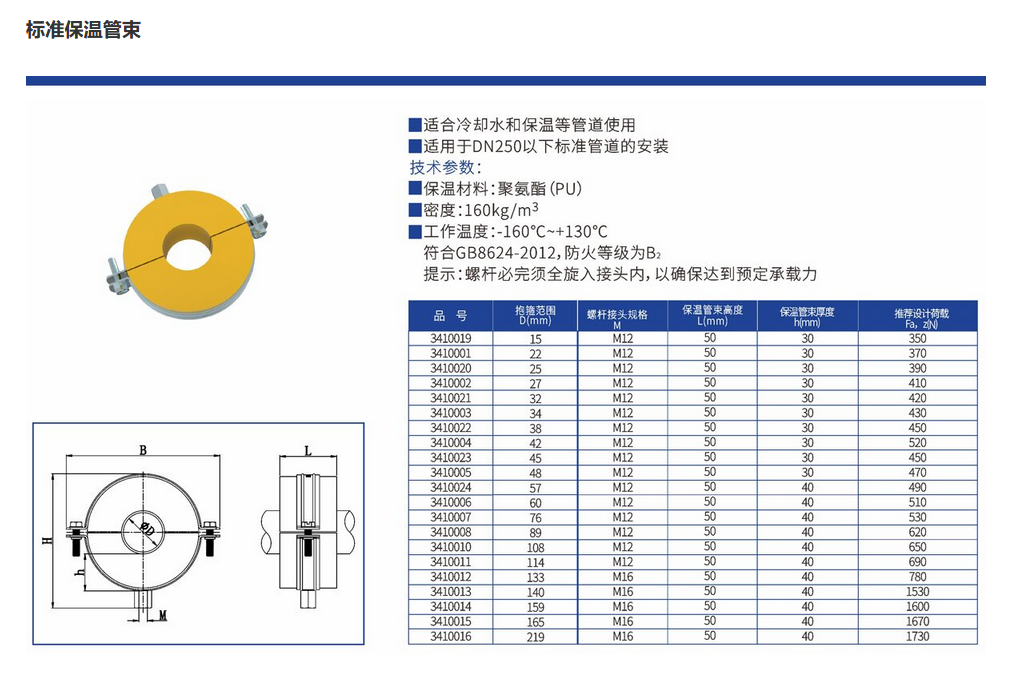 标准保温管束
■适合冷却水和保温等管道使用
■适用于DN250以下标准管道的安装
技术参数:
■保温材料:聚氨酯(PU)
■密度:160kg/m³
■工作温度:-160℃~+130℃
符合GB8624-2012,防火等级为B₂
提示:螺杆必完须全旋入接头内,以确保达到预定承载力
品 号 抱箍范围 D(mm) 螺杆接头规格 M 保温管束高度 L(mm) 保温管束厚度 h(mm) 推荐设计荷载 Fa, z(N)
3410019 15 M12 50 30 350
3410001 22 M12 50 30 370
3410020 25 M12 50 30 390
3410002 27 M12 50 30 410
3410021 32 M12 50 30 420
3410003 34 M12 50 30 430
3410022 38 M12 50 30 450
3410004 42 M12 50 30 520
3410023 45 M12 50 30 450
3410005 48 M12 50 30 470
3410024 57 M12 50 40 490
3410006 60 M12 50 40 510
3410007 76 M12 50 40 530
3410008 89 M12 50 40 620
3410010 108 M12 50 40 650
3410011 114 M12 50 40 690
3410012 133 M16 50 40 780
3410013 140 M16 50 40 1530
3410014 159 M16 50 40 1600
3410015 165 M16 50 40 1670
3410016 219 M16 50 40 1730
B
L
H
ØD
h
M